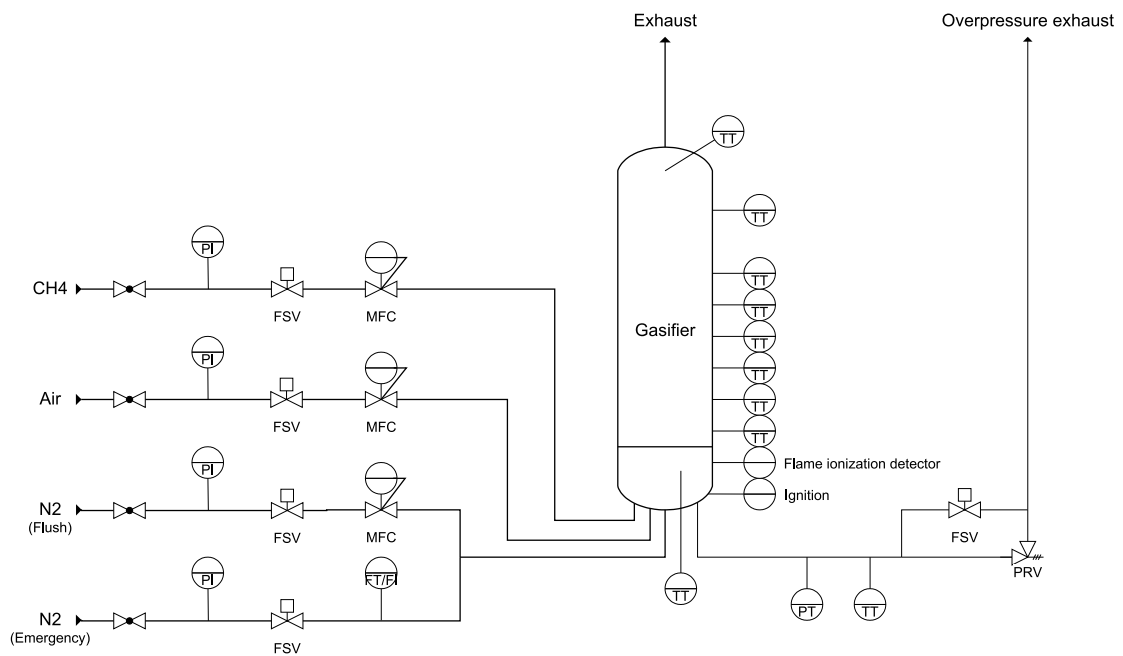 Exhaust
Overpressure exhaust
TT
TT
PI
TT
CH4
TT
FSV
MFC
Gasifier
TT
PI
TT
Air
TT
FSV
MFC
TT
PI
Flame ionization detector
Ignition
N2
(Flush)
FSV
MFC
FSV
PI
FT/FI
PRV
TT
PT
TT
N2
(Emergency)
FSV